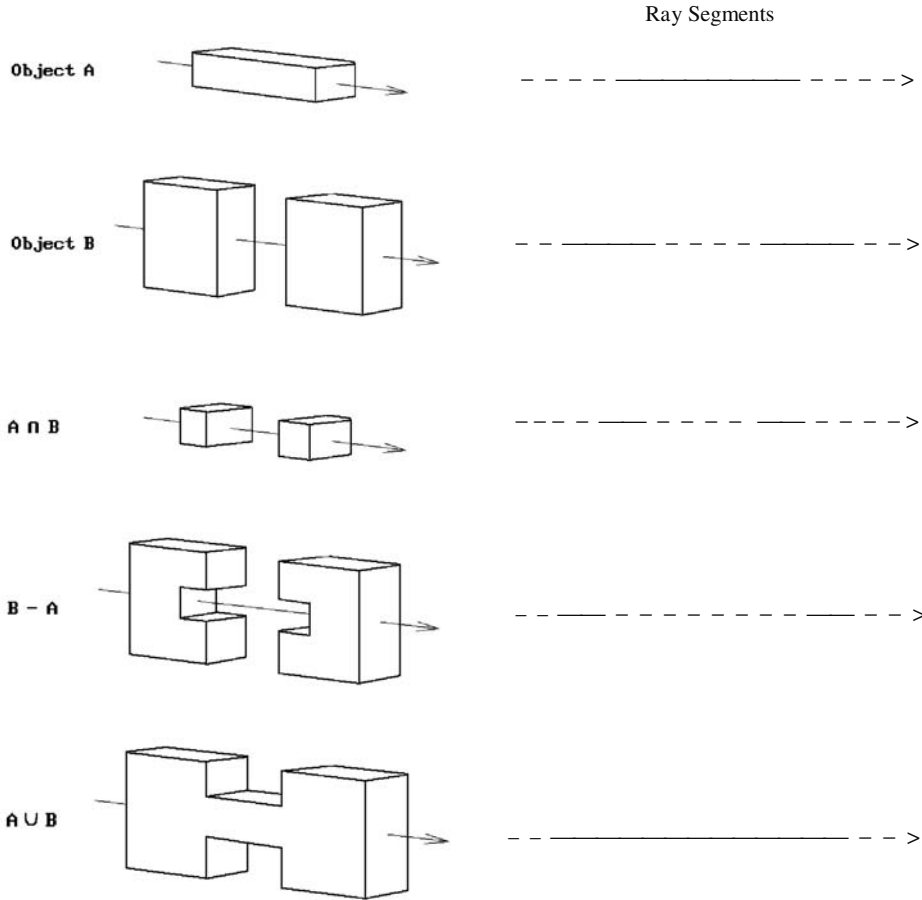 Ray Segments
Object A
Object B
A ∩ B
B − A
A ∪ B